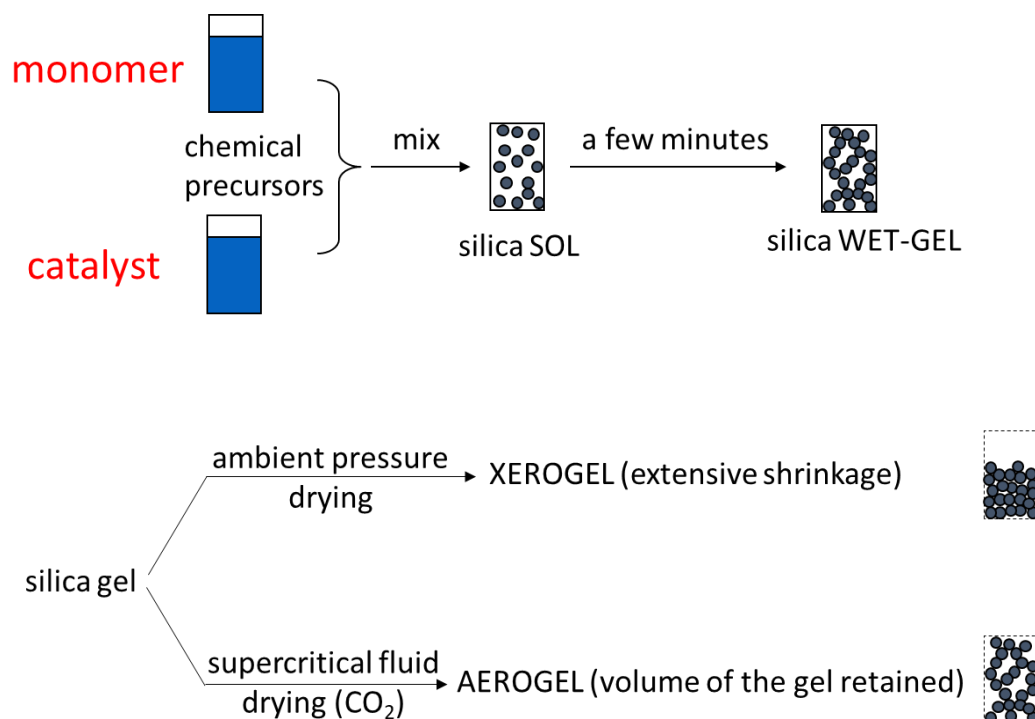 monomer
chemical
precursors
catalyst
mix
silica SOL
a few minutes
silica WET-GEL
silica gel
ambient pressure
drying
XEROGEL (extensive shrinkage)
supercritical fluid
drying (CO₂)
AEROGEL (volume of the gel retained)